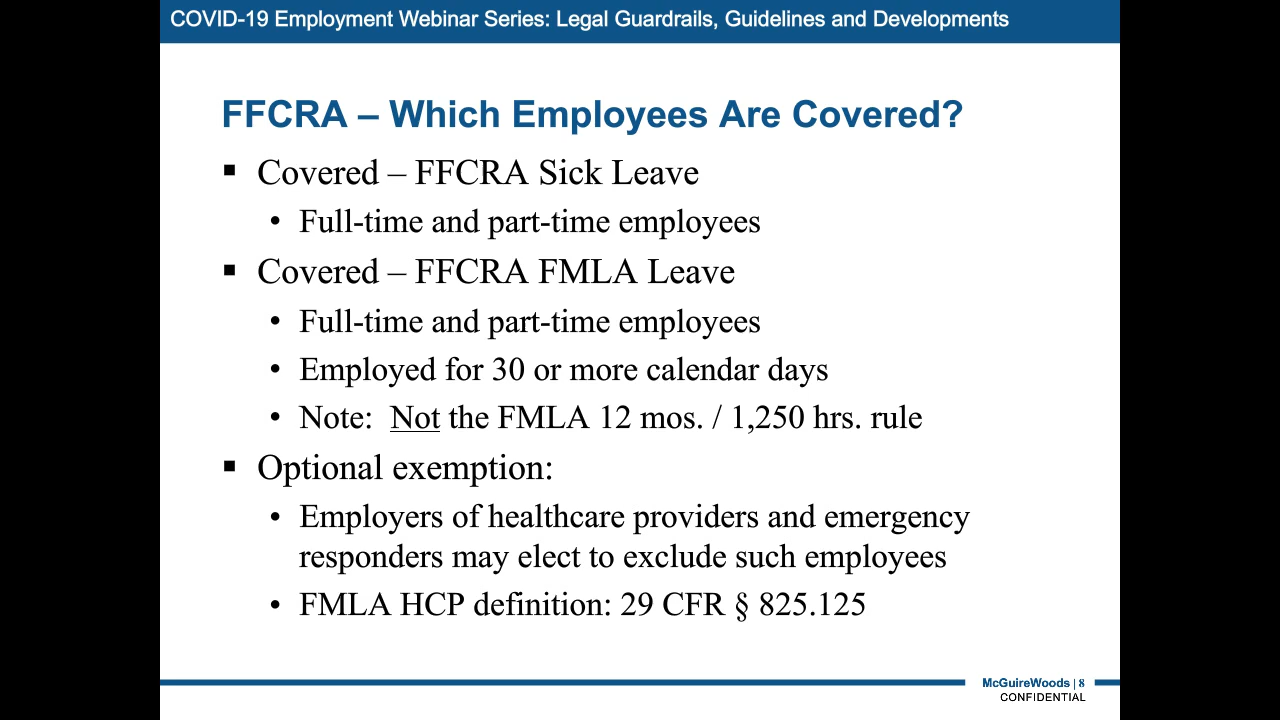 COVID-19 Employment Webinar Series: Legal Guardrails, Guidelines and Developments
FFCRA – Which Employees Are Covered?
▪ Covered – FFCRA Sick Leave
• Full-time and part-time employees
▪ Covered – FFCRA FMLA Leave
• Full-time and part-time employees
• Employed for 30 or more calendar days
• Note: Not the FMLA 12 mos. / 1,250 hrs. rule
▪ Optional exemption:
• Employers of healthcare providers and emergency
responders may elect to exclude such employees
• FMLA HCP definition: 29 CFR § 825.125
McGuireWoods | 8
CONFIDENTIAL